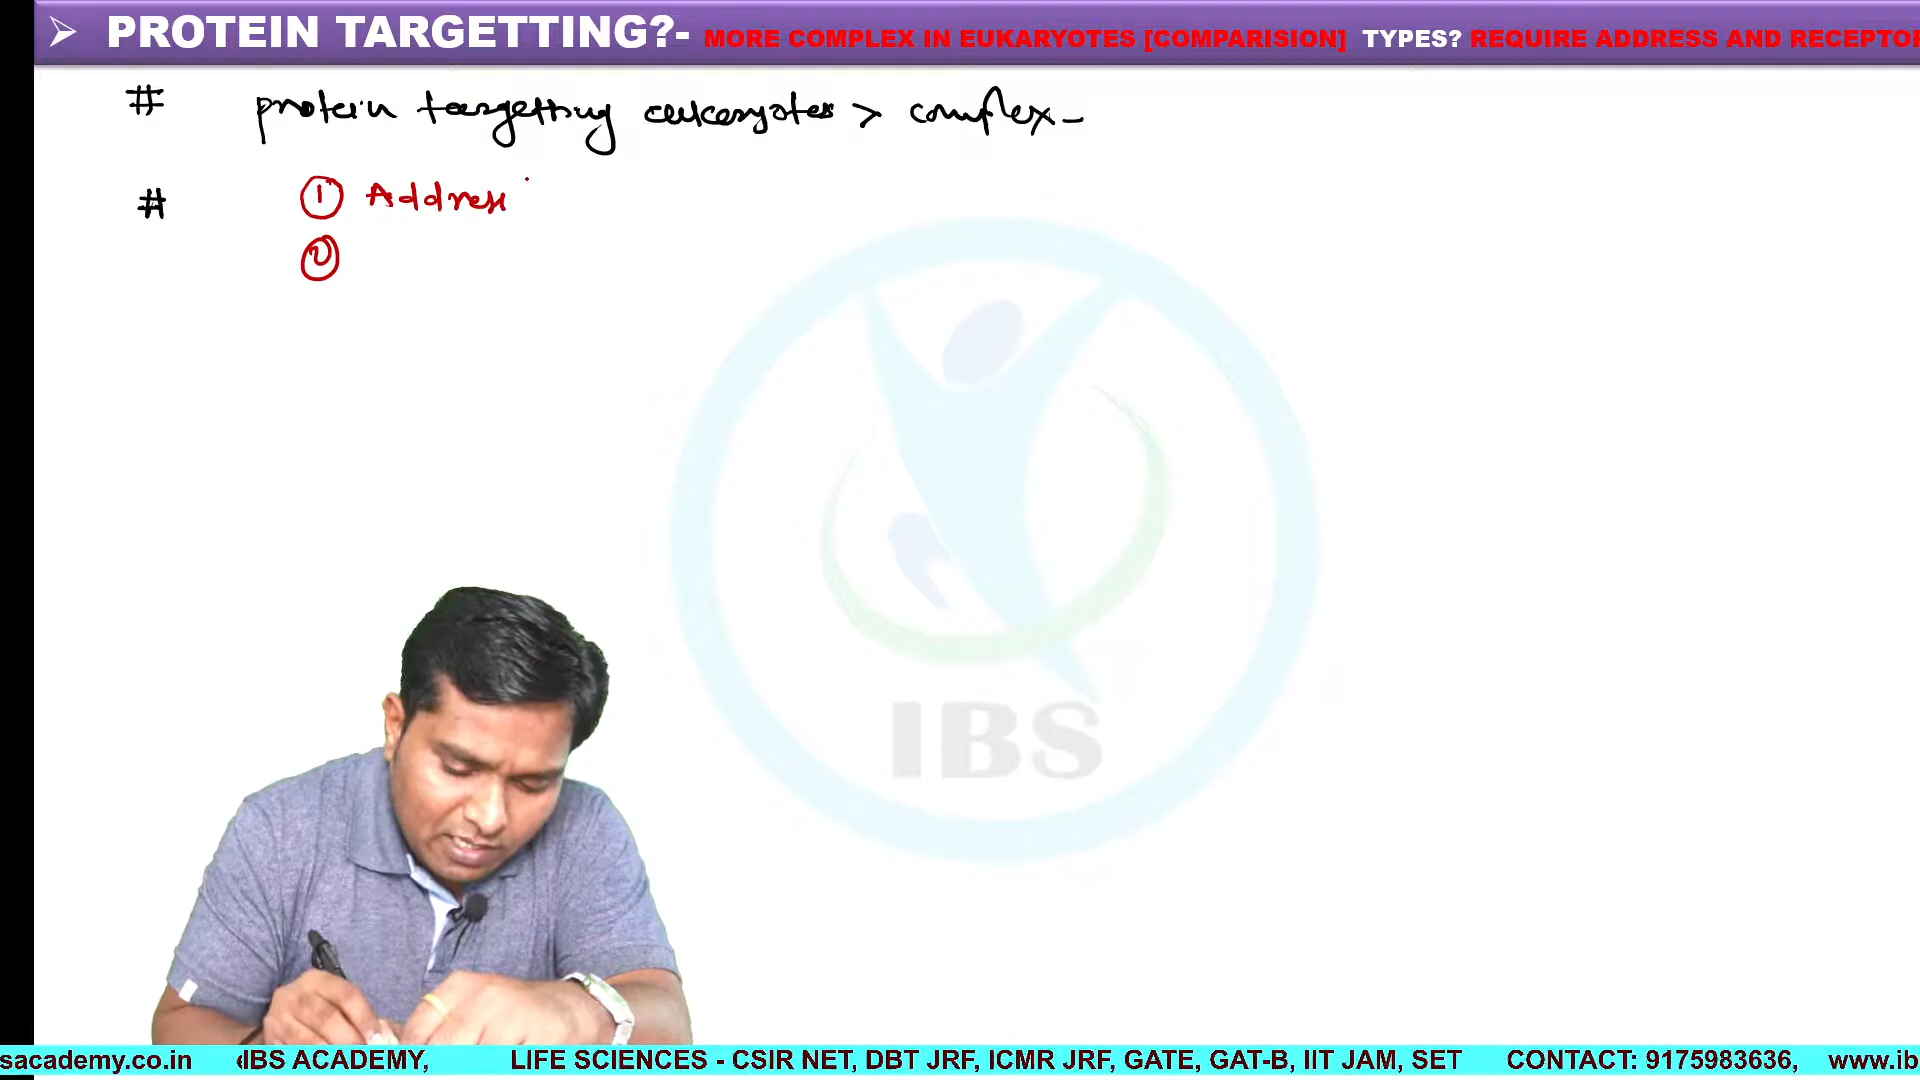 PROTEIN TARGETTING?- MORE COMPLEX IN EUKARYOTES [COMPARISION] TYPES? REQUIRE ADDRESS AND RECEPTO
# protein targetting eukaryotes > complex -
# ① Address
②
IBS
sacademy.co.in IBS ACADEMY, LIFE SCIENCES - CSIR NET, DBT JRF, ICMR JRF, GATE, GAT-B, IIT JAM, SET CONTACT: 9175983636, www.ib